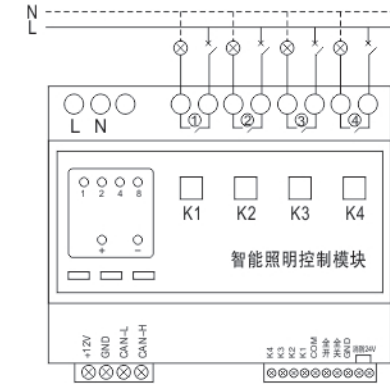 N
L
① ② ③ ④
L N
1 2 4 8
K1 K2 K3 K4
+ −
智能照明控制模块
+12V
GND
CAN-L
CAN-H
K4
K3
K2
K1
COM
全开
全关
GND
消防24V